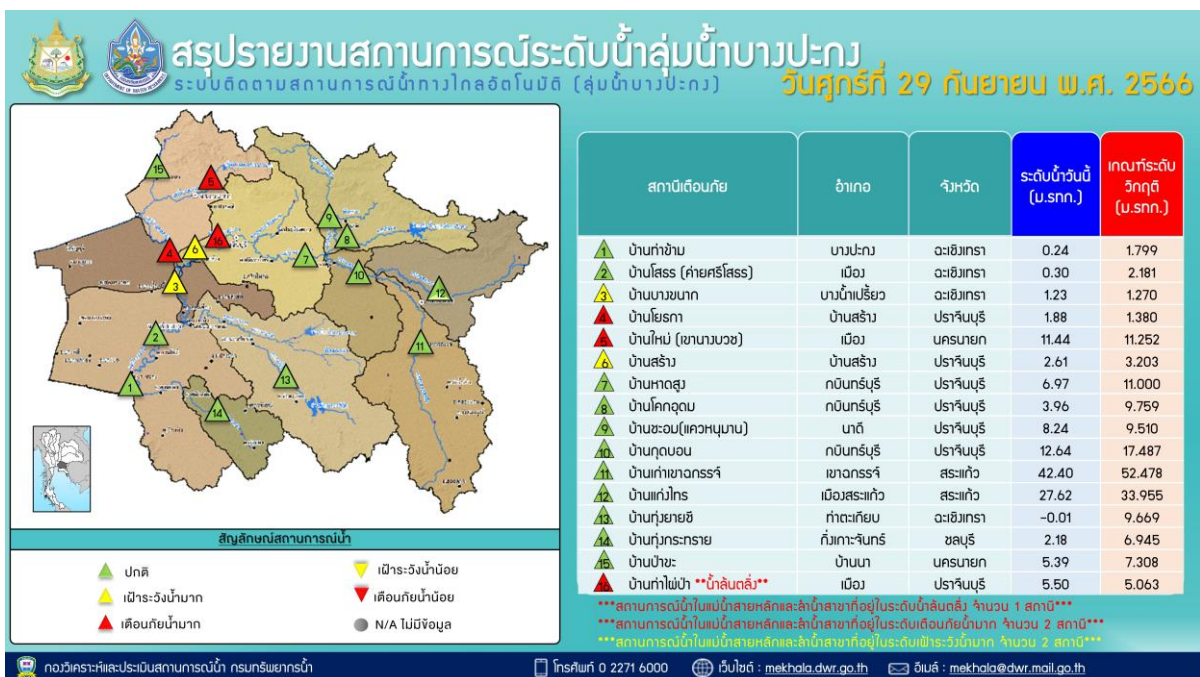 สรุปรายงานสถานการณ์ระดับน้ำลุ่มน้ำบางปะกง
ระบบติดตามสถานการณ์น้ำทางไกลอัตโนมัติ (ลุ่มน้ำบางปะกง)
วันศุกร์ที่ 29 กันยายน พ.ศ. 2566
15
5
9
8
16
6
4
7
10
3
12
2
11
13
1
14
สัญลักษณ์สถานการณ์น้ำ
ปกติ เฝ้าระวังน้ำน้อย
เฝ้าระวังน้ำมาก เตือนภัยน้ำน้อย
เตือนภัยน้ำมาก N/A ไม่มีข้อมูล
สถานีเตือนภัย อำเภอ จังหวัด ระดับน้ำวันนี้ (ม.รทก.) เกณฑ์ระดับวิกฤติ (ม.รทก.)
1 บ้านท่าข้าม บางปะกง ฉะเชิงเทรา 0.24 1.799
2 บ้านโสธร (ค่ายศรีโสธร) เมือง ฉะเชิงเทรา 0.30 2.181
3 บ้านบางขนาก บางน้ำเปรี้ยว ฉะเชิงเทรา 1.23 1.270
4 บ้านโยธกา บ้านสร้าง ปราจีนบุรี 1.88 1.380
5 บ้านใหม่ (เขานางบวช) เมือง นครนายก 11.44 11.252
6 บ้านสร้าง บ้านสร้าง ปราจีนบุรี 2.61 3.203
7 บ้านหาดสูง กบินทร์บุรี ปราจีนบุรี 6.97 11.000
8 บ้านโคกอุดม กบินทร์บุรี ปราจีนบุรี 3.96 9.759
9 บ้านชะอม(แควหนุมาน) นาดี ปราจีนบุรี 8.24 9.510
10 บ้านกุดบอน กบินทร์บุรี ปราจีนบุรี 12.64 17.487
11 บ้านเก่าเขาฉกรรจ์ เขาฉกรรจ์ สระแก้ว 42.40 52.478
12 บ้านแก่งไทร เมืองสระแก้ว สระแก้ว 27.62 33.955
13 บ้านทุ่งยายชี ท่าตะเกียบ ฉะเชิงเทรา -0.01 9.669
14 บ้านทุ่งกระทราย กิ่งเกาะจันทร์ ชลบุรี 2.18 6.945
15 บ้านป่าขะ บ้านนา นครนายก 5.39 7.308
16 บ้านท่าไผ่ป่า **น้ำล้นตลิ่ง** เมือง ปราจีนบุรี 5.50 5.063
***สถานการณ์น้ำในแม่น้ำสายหลักและลำน้ำสาขาที่อยู่ในระดับน้ำล้นตลิ่ง จำนวน 1 สถานี***
***สถานการณ์น้ำในแม่น้ำสายหลักและลำน้ำสาขาที่อยู่ในระดับเตือนภัยน้ำมาก จำนวน 2 สถานี***
***สถานการณ์น้ำในแม่น้ำสายหลักและลำน้ำสาขาที่อยู่ในระดับเฝ้าระวังน้ำมาก จำนวน 2 สถานี***
กองวิเคราะห์และประเมินสถานการณ์น้ำ กรมทรัพยากรน้ำ โทรศัพท์ 0 2271 6000 เว็บไซต์ : mekhala.dwr.go.th อีเมล์ : mekhala@dwr.mail.go.th